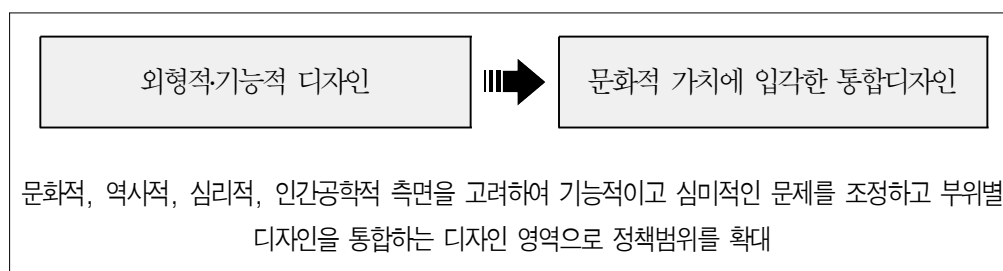 외형적·기능적 디자인
문화적 가치에 입각한 통합디자인
문화적, 역사적, 심리적, 인간공학적 측면을 고려하여 기능적이고 심미적인 문제를 조정하고 부위별
디자인을 통합하는 디자인 영역으로 정책범위를 확대